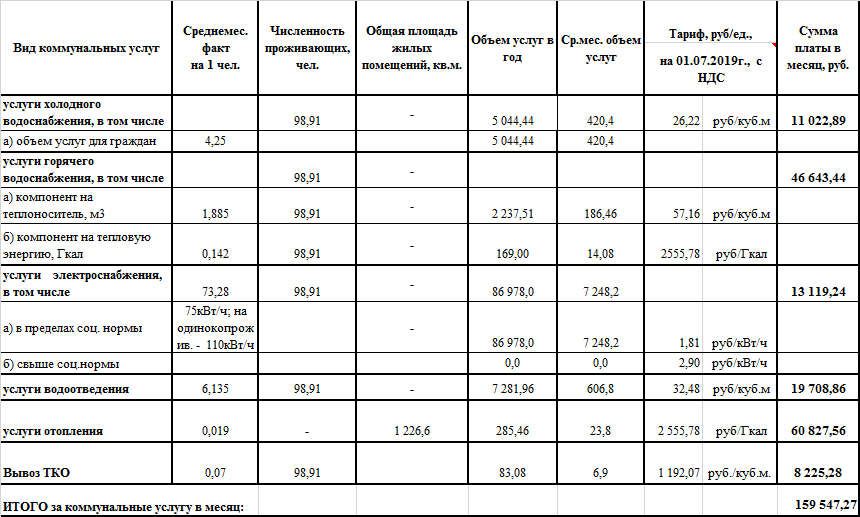 Вид коммунальных услуг
Среднемес. факт на 1 чел.
Численность проживающих, чел.
Общая площадь жилых помещений, кв.м.
Объем услуг в год
Ср.мес. объем услуг
Тариф, руб/ед.,
на 01.07.2019г., с НДС
Сумма платы в месяц, руб.
услуги холодного водоснабжения, в том числе 98,91 - 5 044,44 420,4 26,22 руб/куб.м 11 022,89
а) объем услуг для граждан 4,25 5 044,44 420,4
услуги горячего водоснабжения, в том числе 98,91 - 46 643,44
а) компонент на теплоноситель, м3 1,885 98,91 - 2 237,51 186,46 57,16 руб/куб.м
б) компонент на тепловую энергию, Гкал 0,142 98,91 - 169,00 14,08 2555,78 руб/Гкал
услуги электроснабжения, в том числе 73,28 98,91 - 86 978,0 7 248,2 13 119,24
а) в пределах соц. нормы 75кВт/ч; на одинокопрож ив. - 110кВт/ч - 86 978,0 7 248,2 1,81 руб/кВт/ч
б) свыше соц.нормы 0,0 0,0 2,90 руб/кВт/ч
услуги водоотведения 6,135 98,91 - 7 281,96 606,8 32,48 руб/куб.м 19 708,86
услуги отопления 0,019 - 1 226,6 285,46 23,8 2 555,78 руб/Гкал 60 827,56
Вывоз ТКО 0,07 98,91 83,08 6,9 1 192,07 руб./куб.м. 8 225,28
ИТОГО за коммунальные услугу в месяц: 159 547,27